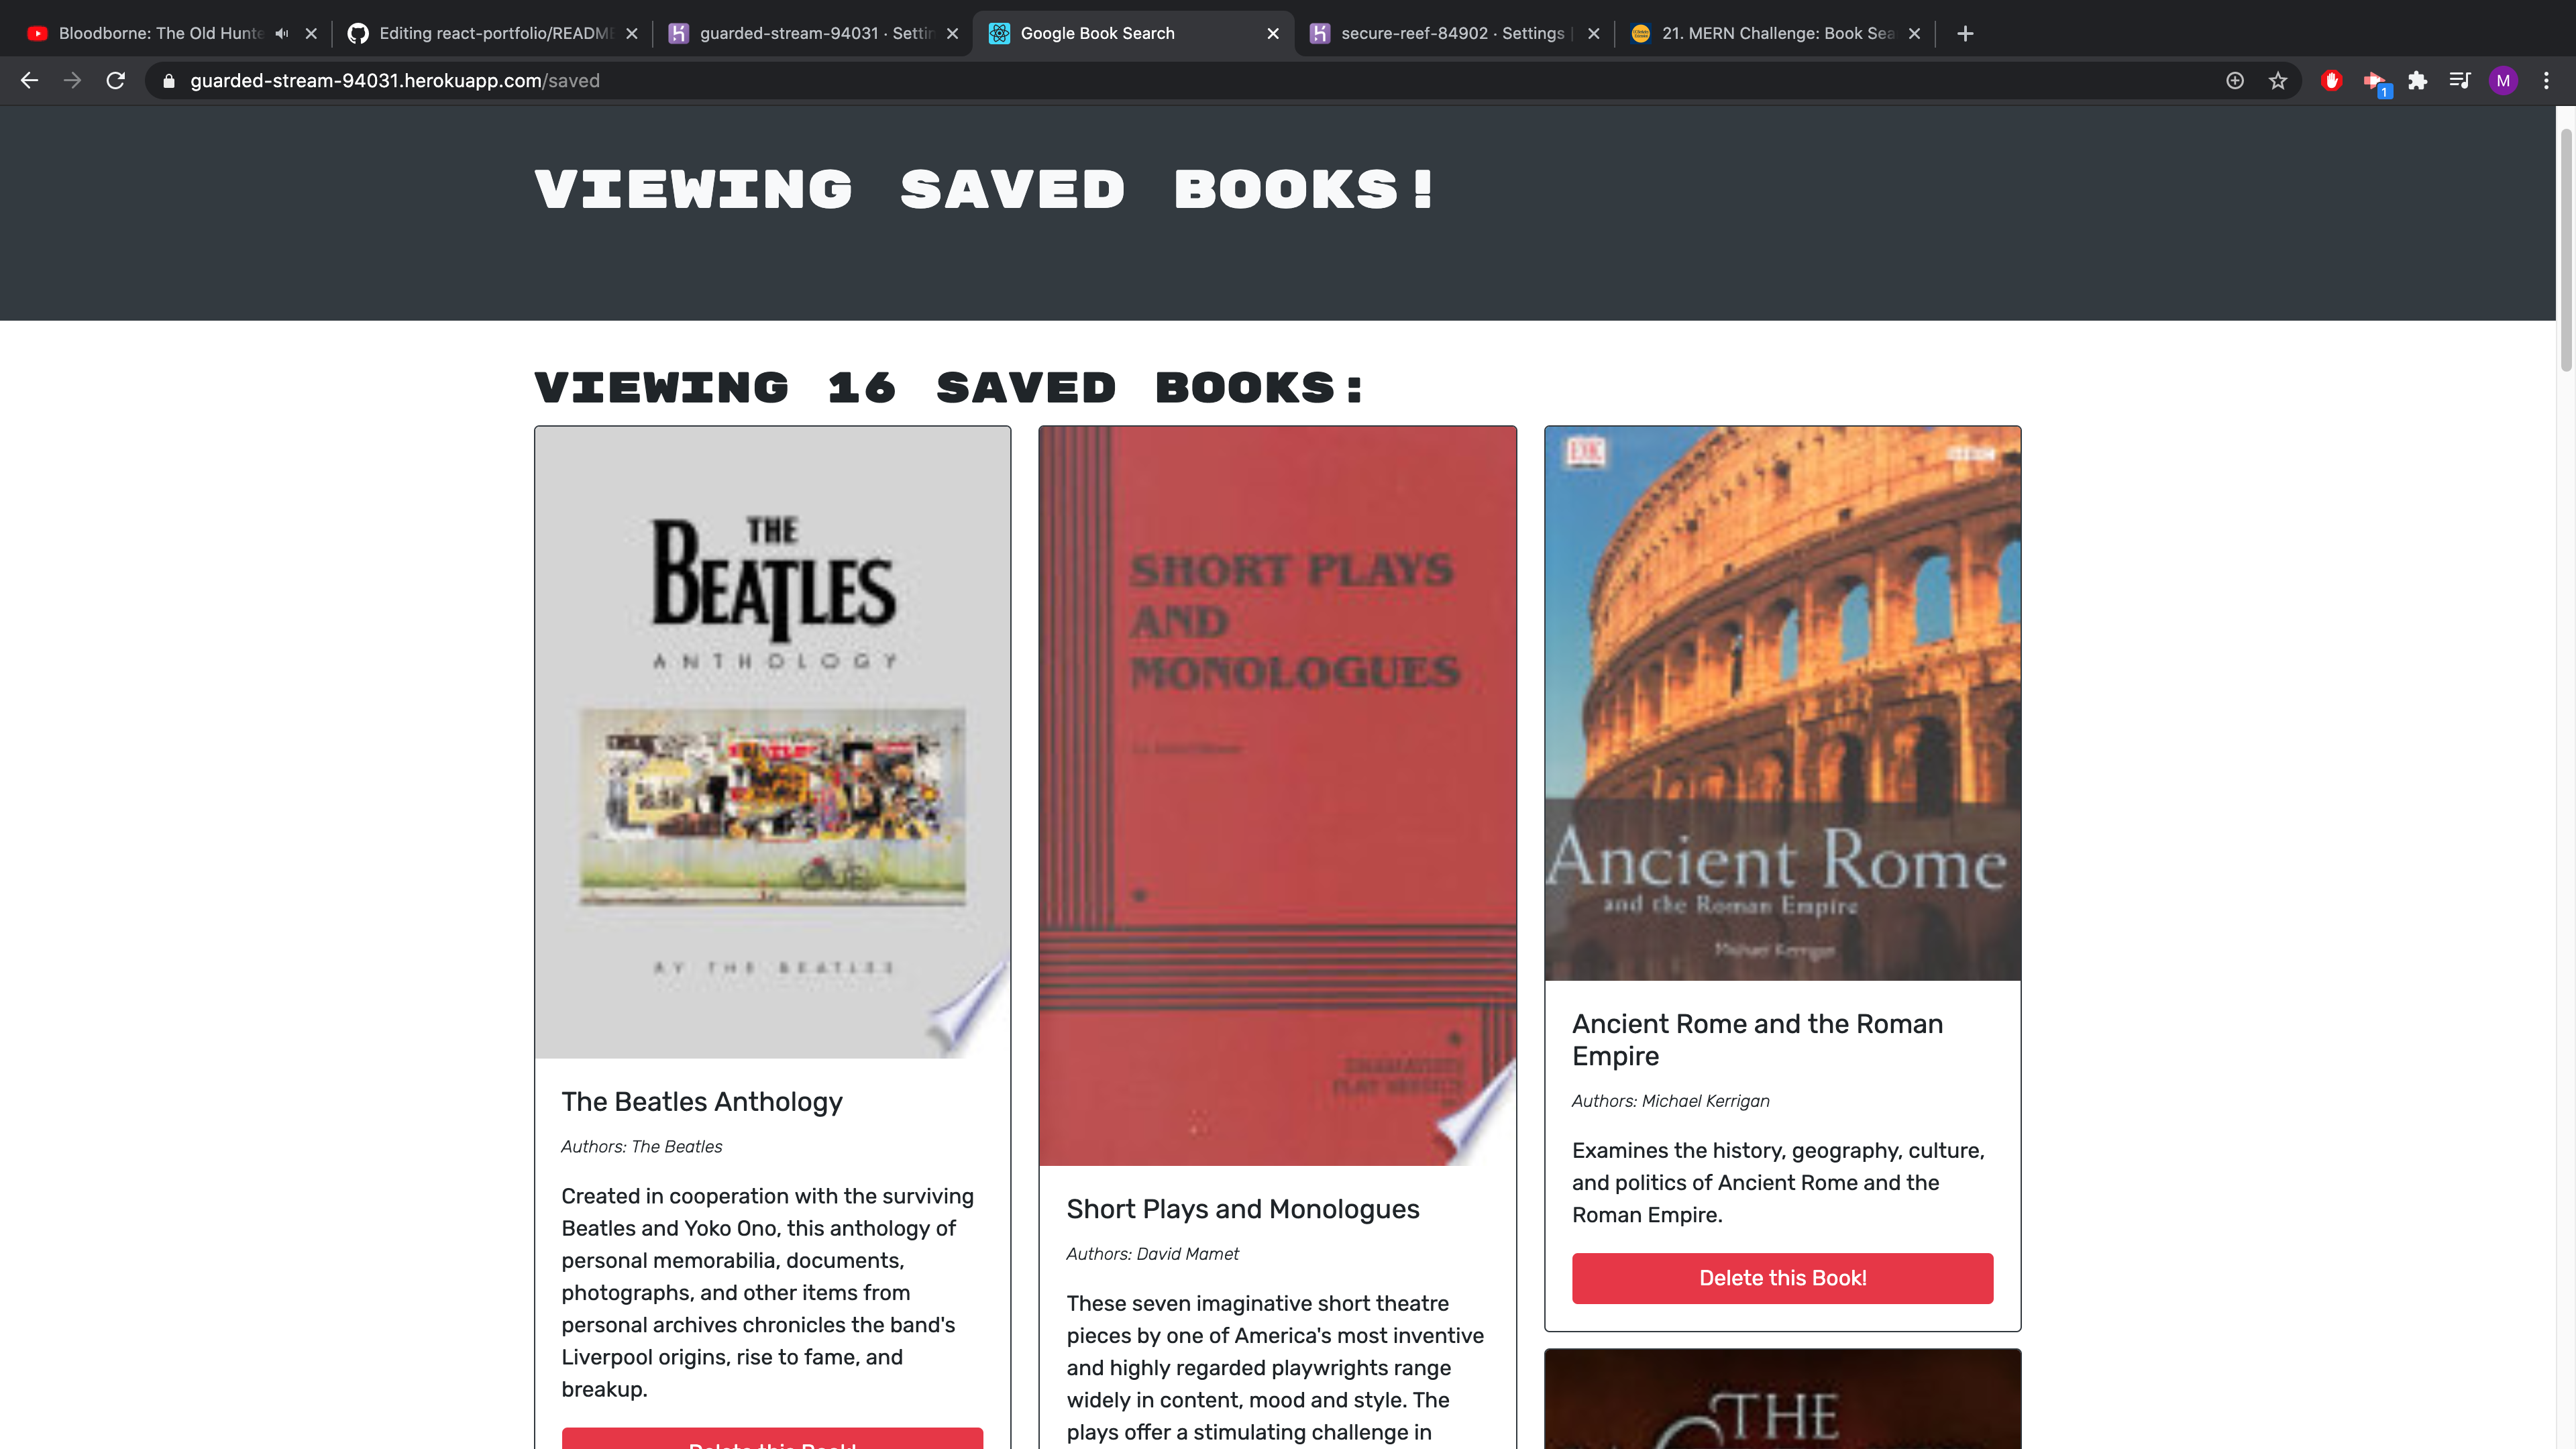 Bloodborne: The Old Hunte
Editing react-portfolio/README
guarded-stream-94031 · Settin
Google Book Search
secure-reef-84902 · Settings |
21. MERN Challenge: Book Sea
guarded-stream-94031.herokuapp.com/saved
1
M
VIEWING SAVED BOOKS!
VIEWING 16 SAVED BOOKS:
THE
BEATLES
ANTHOLOGY
BY THE BEATLES
The Beatles Anthology
Authors: The Beatles
Created in cooperation with the surviving
Beatles and Yoko Ono, this anthology of
personal memorabilia, documents,
photographs, and other items from
personal archives chronicles the band's
Liverpool origins, rise to fame, and
breakup.
Delete this Book!
SHORT PLAYS
AND
MONOLOGUES
Short Plays and Monologues
Authors: David Mamet
These seven imaginative short theatre
pieces by one of America's most inventive
and highly regarded playwrights range
widely in content, mood and style. The
plays offer a stimulating challenge in
DK
Ancient Rome
and the Roman Empire
Michael Kerrigan
Ancient Rome and the Roman
Empire
Authors: Michael Kerrigan
Examines the history, geography, culture,
and politics of Ancient Rome and the
Roman Empire.
Delete this Book!
THE